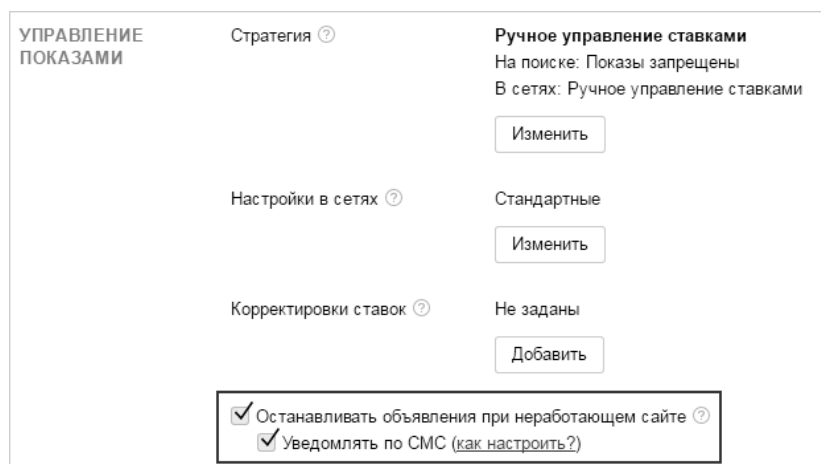 УПРАВЛЕНИЕ
ПОКАЗАМИ
Стратегия ?
Ручное управление ставками
На поиске: Показы запрещены
В сетях: Ручное управление ставками
Изменить
Настройки в сетях ?
Стандартные
Изменить
Корректировки ставок ?
Не заданы
Добавить
Останавливать объявления при неработающем сайте ?
Уведомлять по СМС (как настроить?)